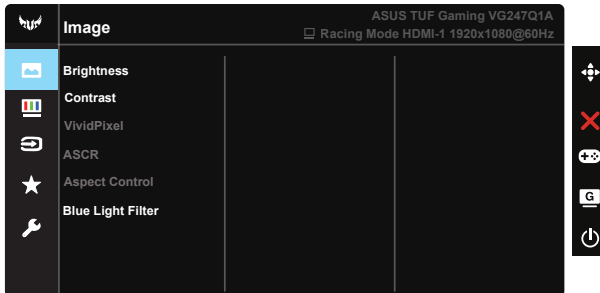 ASUS TUF Gaming VG247Q1A
Image
Racing Mode HDMI-1 1920x1080@60Hz
Brightness
Contrast
VividPixel
ASCR
Aspect Control
Blue Light Filter
G